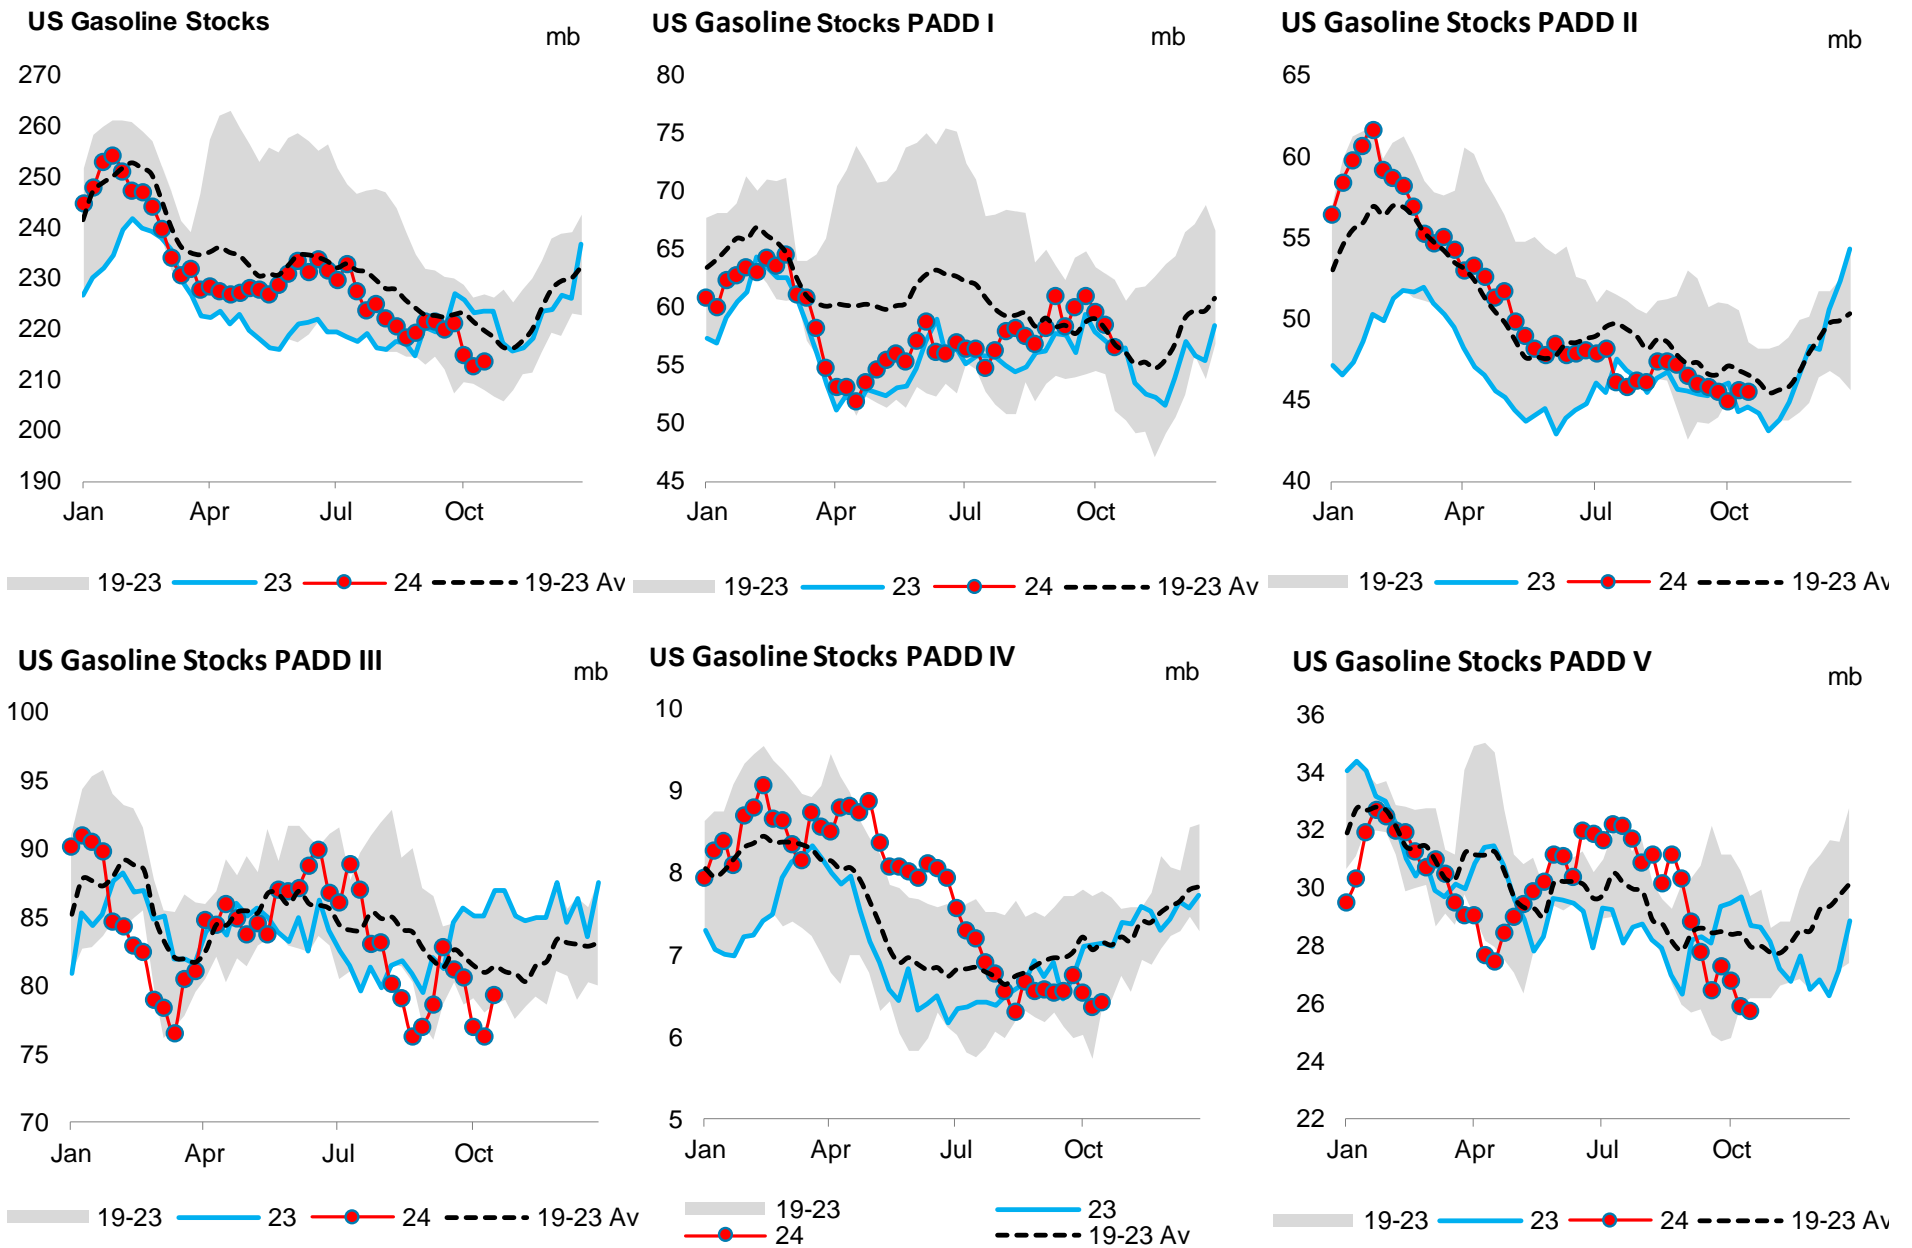 US Gasoline Stocks
mb
270
260
250
240
230
220
210
200
190
Jan Apr Jul Oct
19-23 23 24 19-23 Av
US Gasoline Stocks PADD I
mb
80
75
70
65
60
55
50
45
Jan Apr Jul Oct
19-23 23 24 19-23 Av
US Gasoline Stocks PADD II
mb
65
60
55
50
45
40
Jan Apr Jul Oct
19-23 23 24 19-23 Av
US Gasoline Stocks PADD III
mb
100
95
90
85
80
75
70
Jan Apr Jul Oct
19-23 23 24 19-23 Av
US Gasoline Stocks PADD IV
mb
10
9
8
7
6
5
Jan Apr Jul Oct
19-23 23
24 19-23 Av
US Gasoline Stocks PADD V
mb
36
34
32
30
28
26
24
22
Jan Apr Jul Oct
19-23 23 24 19-23 Av